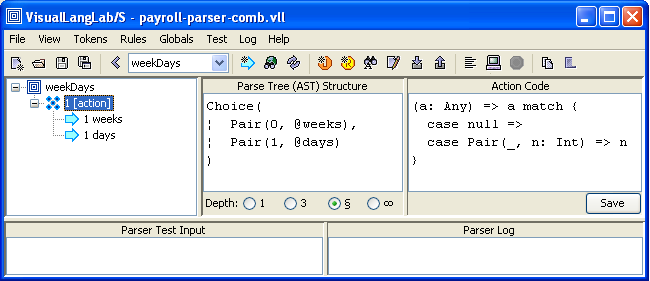 VisualLangLab/S - payroll-parser-comb.vll
File View Tokens Rules Globals Test Log Help
weekDays
weekDays
1 [action]
1 weeks
1 days
Parse Tree (AST) Structure
Choice(
¦ Pair(0, @weeks),
¦ Pair(1, @days)
)
Depth: 1 3 § ∞
Action Code
(a: Any) => a match {
case null =>
case Pair(_, n: Int) => n
}
Save
Parser Test Input
Parser Log